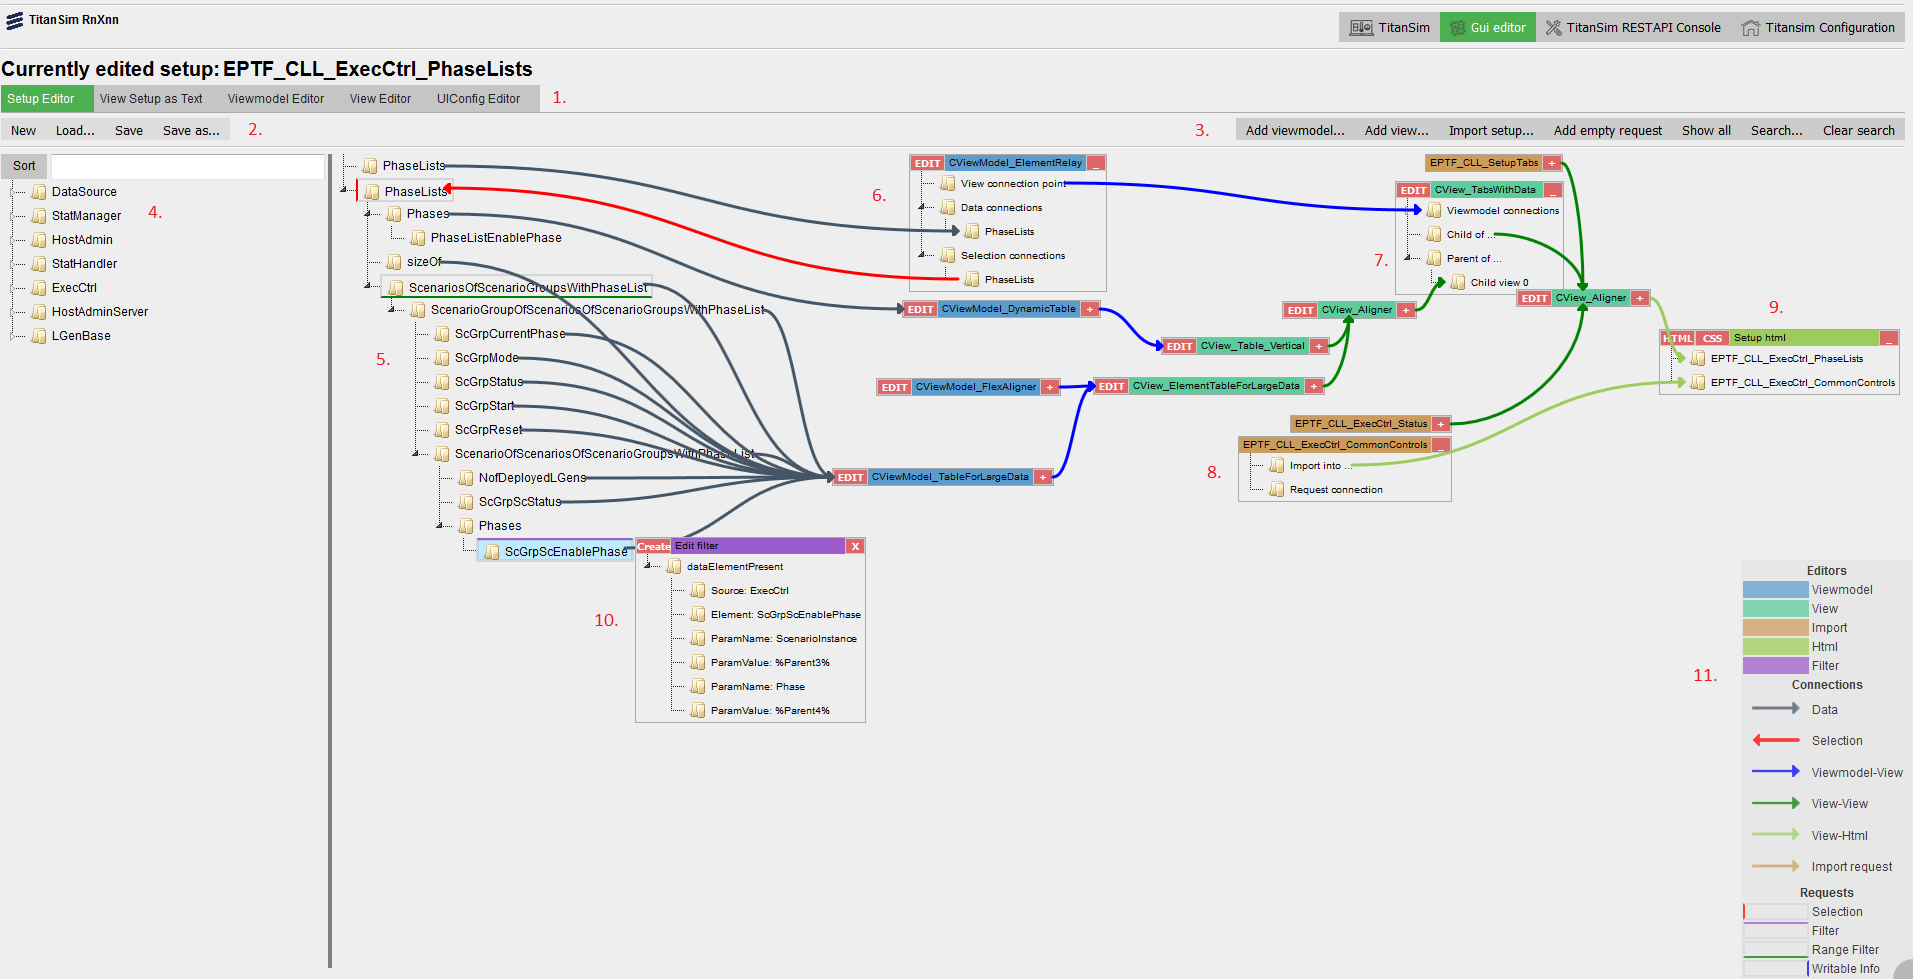 TitanSim RnXnn
TitanSim
Gui editor
TitanSim RESTAPI Console
Titansim Configuration
Currently edited setup: EPTF_CLL_ExecCtrl_PhaseLists
Setup Editor
View Setup as Text
Viewmodel Editor
View Editor
UIConfig Editor
1.
New
Load...
Save
Save as...
2.
3.
Add viewmodel...
Add view...
Import setup...
Add empty request
Show all
Search...
Clear search
Sort
DataSource
StatManager
HostAdmin
StatHandler
ExecCtrl
HostAdminServer
LGenBase
4.
PhaseLists
PhaseLists
Phases
PhaseListEnablePhase
sizeOf
ScenariosOfScenarioGroupsWithPhaseList
ScenarioGroupOfScenariosOfScenarioGroupsWithPhaseList
ScGrpCurrentPhase
ScGrpMode
ScGrpStatus
ScGrpStart
ScGrpReset
ScenarioOfScenariosOfScenarioGroupsWithPhaseList
NofDeployedLGens
ScGrpScStatus
Phases
ScGrpScEnablePhase
5.
6.
EDIT CViewModel_ElementRelay _
View connection point
Data connections
PhaseLists
Selection connections
PhaseLists
EDIT CViewModel_DynamicTable +
EDIT CView_Table_Vertical +
EDIT CViewModel_FlexAligner +
EDIT CView_ElementTableForLargeData +
EDIT CViewModel_TableForLargeData +
EDIT CView_Aligner +
EPTF_CLL_SetupTabs +
7.
EDIT CView_TabsWithData _
Viewmodel connections
Child of ...
Parent of ...
Child view 0
EDIT CView_Aligner +
EPTF_CLL_ExecCtrl_Status +
8.
EPTF_CLL_ExecCtrl_CommonControls _
Import into ...
Request connection
9.
HTML CSS Setup html _
EPTF_CLL_ExecCtrl_PhaseLists
EPTF_CLL_ExecCtrl_CommonControls
10.
Create Edit filter X
dataElementPresent
Source: ExecCtrl
Element: ScGrpScEnablePhase
ParamName: ScenarioInstance
ParamValue: %Parent3%
ParamName: Phase
ParamValue: %Parent4%
11.
Editors
Viewmodel
View
Import
Html
Filter
Connections
Data
Selection
Viewmodel-View
View-View
View-Html
Import request
Requests
Selection
Filter
Range Filter
Writable Info